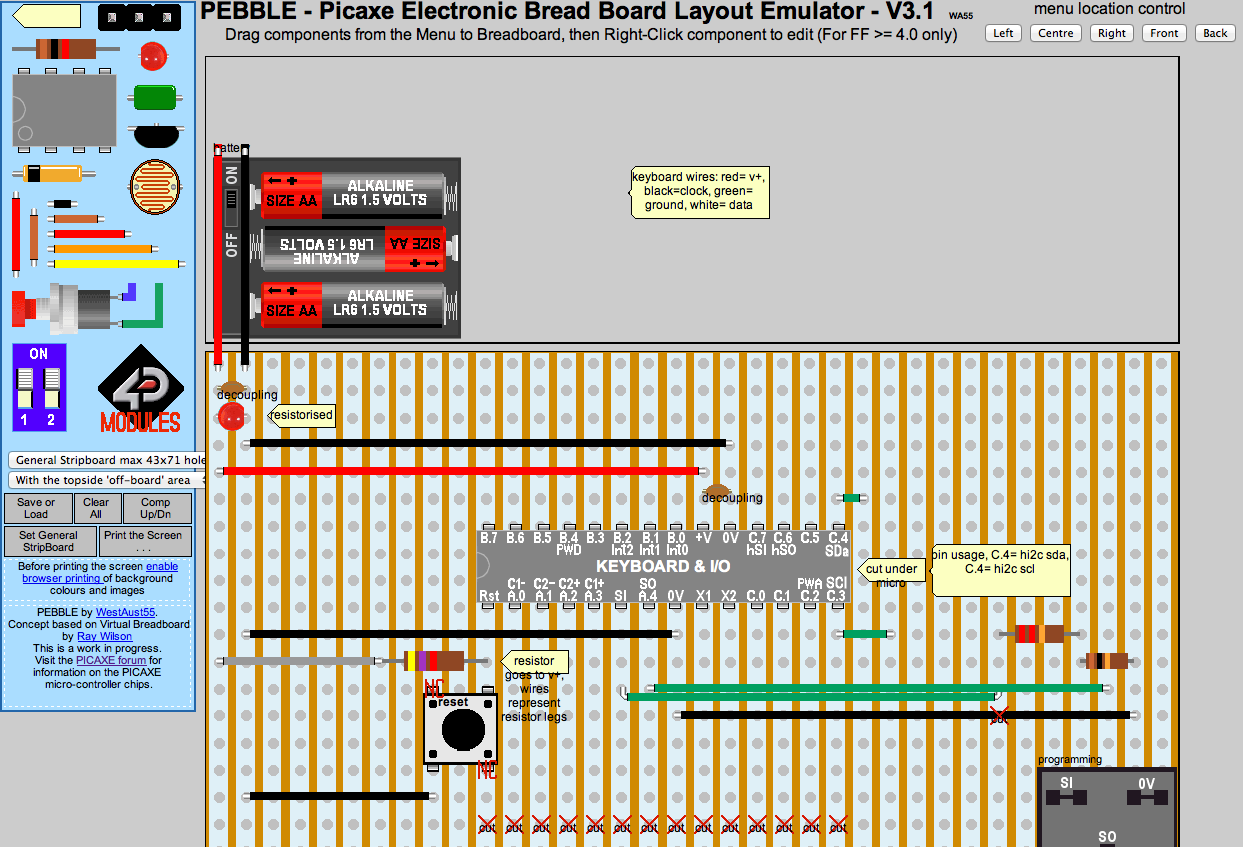 PEBBLE - Picaxe Electronic Bread Board Layout Emulator - V3.1 WA55
menu location control
Drag components from the Menu to Breadboard, then Right-Click component to edit (For FF >= 4.0 only)
Left Centre Right Front Back
ON
1 2
4D
MODULES
General Stripboard max 43x71 hole
With the topside 'off-board' area
Save or Load
Clear All
Comp Up/Dn
Set General StripBoard
Print the Screen . . .
Before printing the screen enable
browser printing of background
colours and images
PEBBLE by WestAust55.
Concept based on Virtual Breadboard
by Ray Wilson
This is a work in progress.
Visit the PICAXE forum for
information on the PICAXE
micro-controller chips.
atte
ON
OFF
SIZE AA
ALKALINE
LR6 1.5 VOLTS
SIZE AA
ALKALINE
LR6 1.5 VOLTS
SIZE AA
ALKALINE
LR6 1.5 VOLTS
keyboard wires: red= v+,
black=clock, green=
ground, white= data
decoupling
resistorised
decoupling
B.7 B.6 B.5 B.4 B.3 B.2 B.1 B.0 +V 0V C.7 C.6 C.5 C.4
PWD Int2 Int1 Int0 hSI hSO SDa
KEYBOARD & I/O
C1- C2- C2+ C1+ SO PWA SCl
Rst A.0 A.1 A.2 A.3 SI A.4 0V X1 X2 C.0 C.1 C.2 C.3
cut under
micro
pin usage, C.4= hi2c sda,
C.4= hi2c scl
resistor
goes to v+,
wires
represent
resistor legs
NC
reset
NC
cut
programming
SI 0V
SO
cut cut cut cut cut cut cut cut cut cut cut cut cut cut